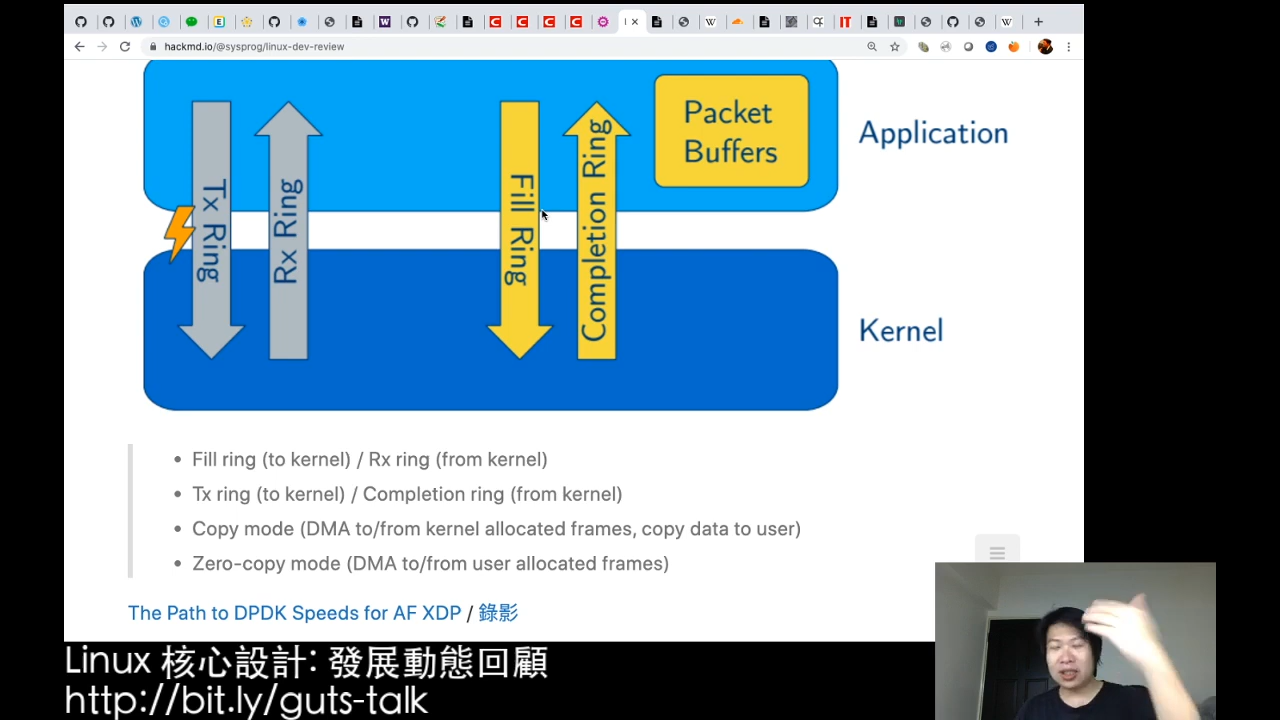 hackmd.io/@sysprog/linux-dev-review
Packet
Buffers
Application
Tx Ring
Rx Ring
Fill Ring
Completion Ring
Kernel
• Fill ring (to kernel) / Rx ring (from kernel)
• Tx ring (to kernel) / Completion ring (from kernel)
• Copy mode (DMA to/from kernel allocated frames, copy data to user)
• Zero-copy mode (DMA to/from user allocated frames)
The Path to DPDK Speeds for AF XDP / 錄影
Linux 核心設計: 發展動態回顧
http://bit.ly/guts-talk